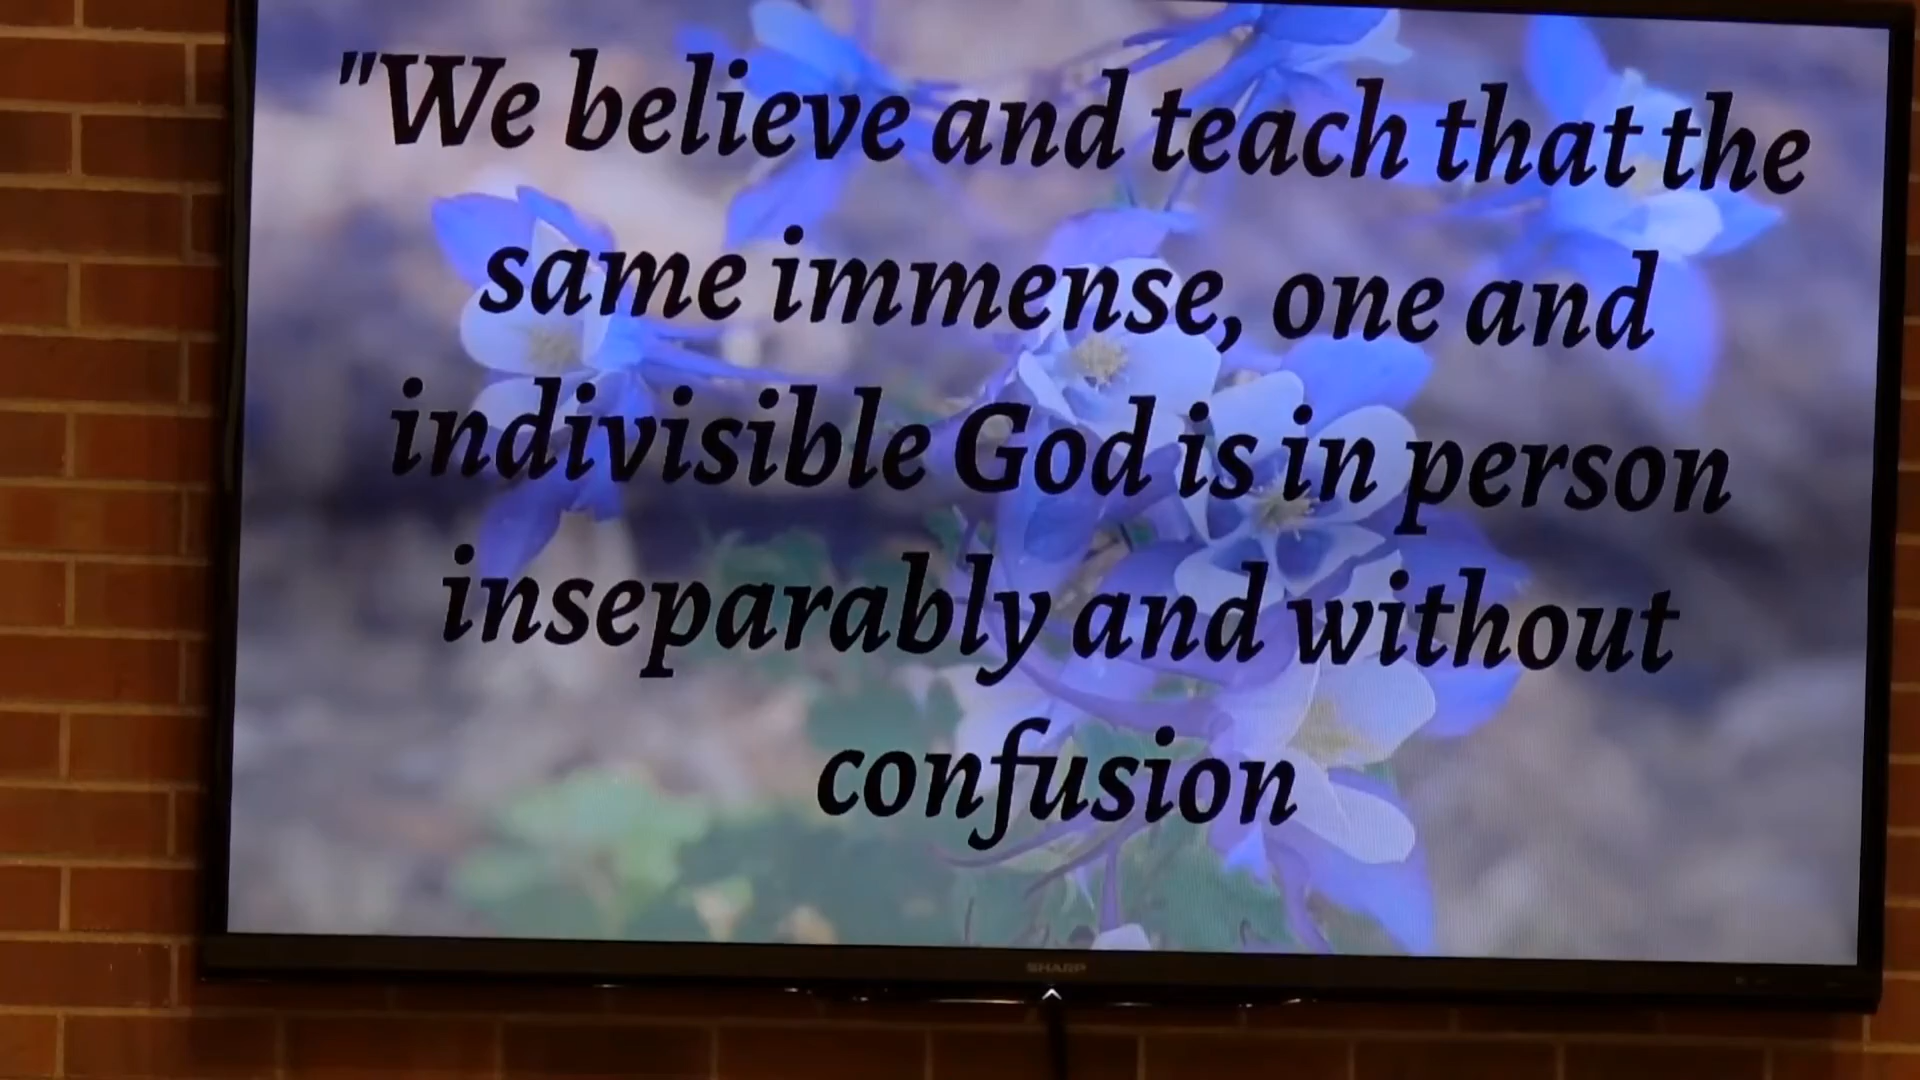 "We believe and teach that the
same immense, one and
indivisible God is in person
inseparably and without
confusion
SHARP